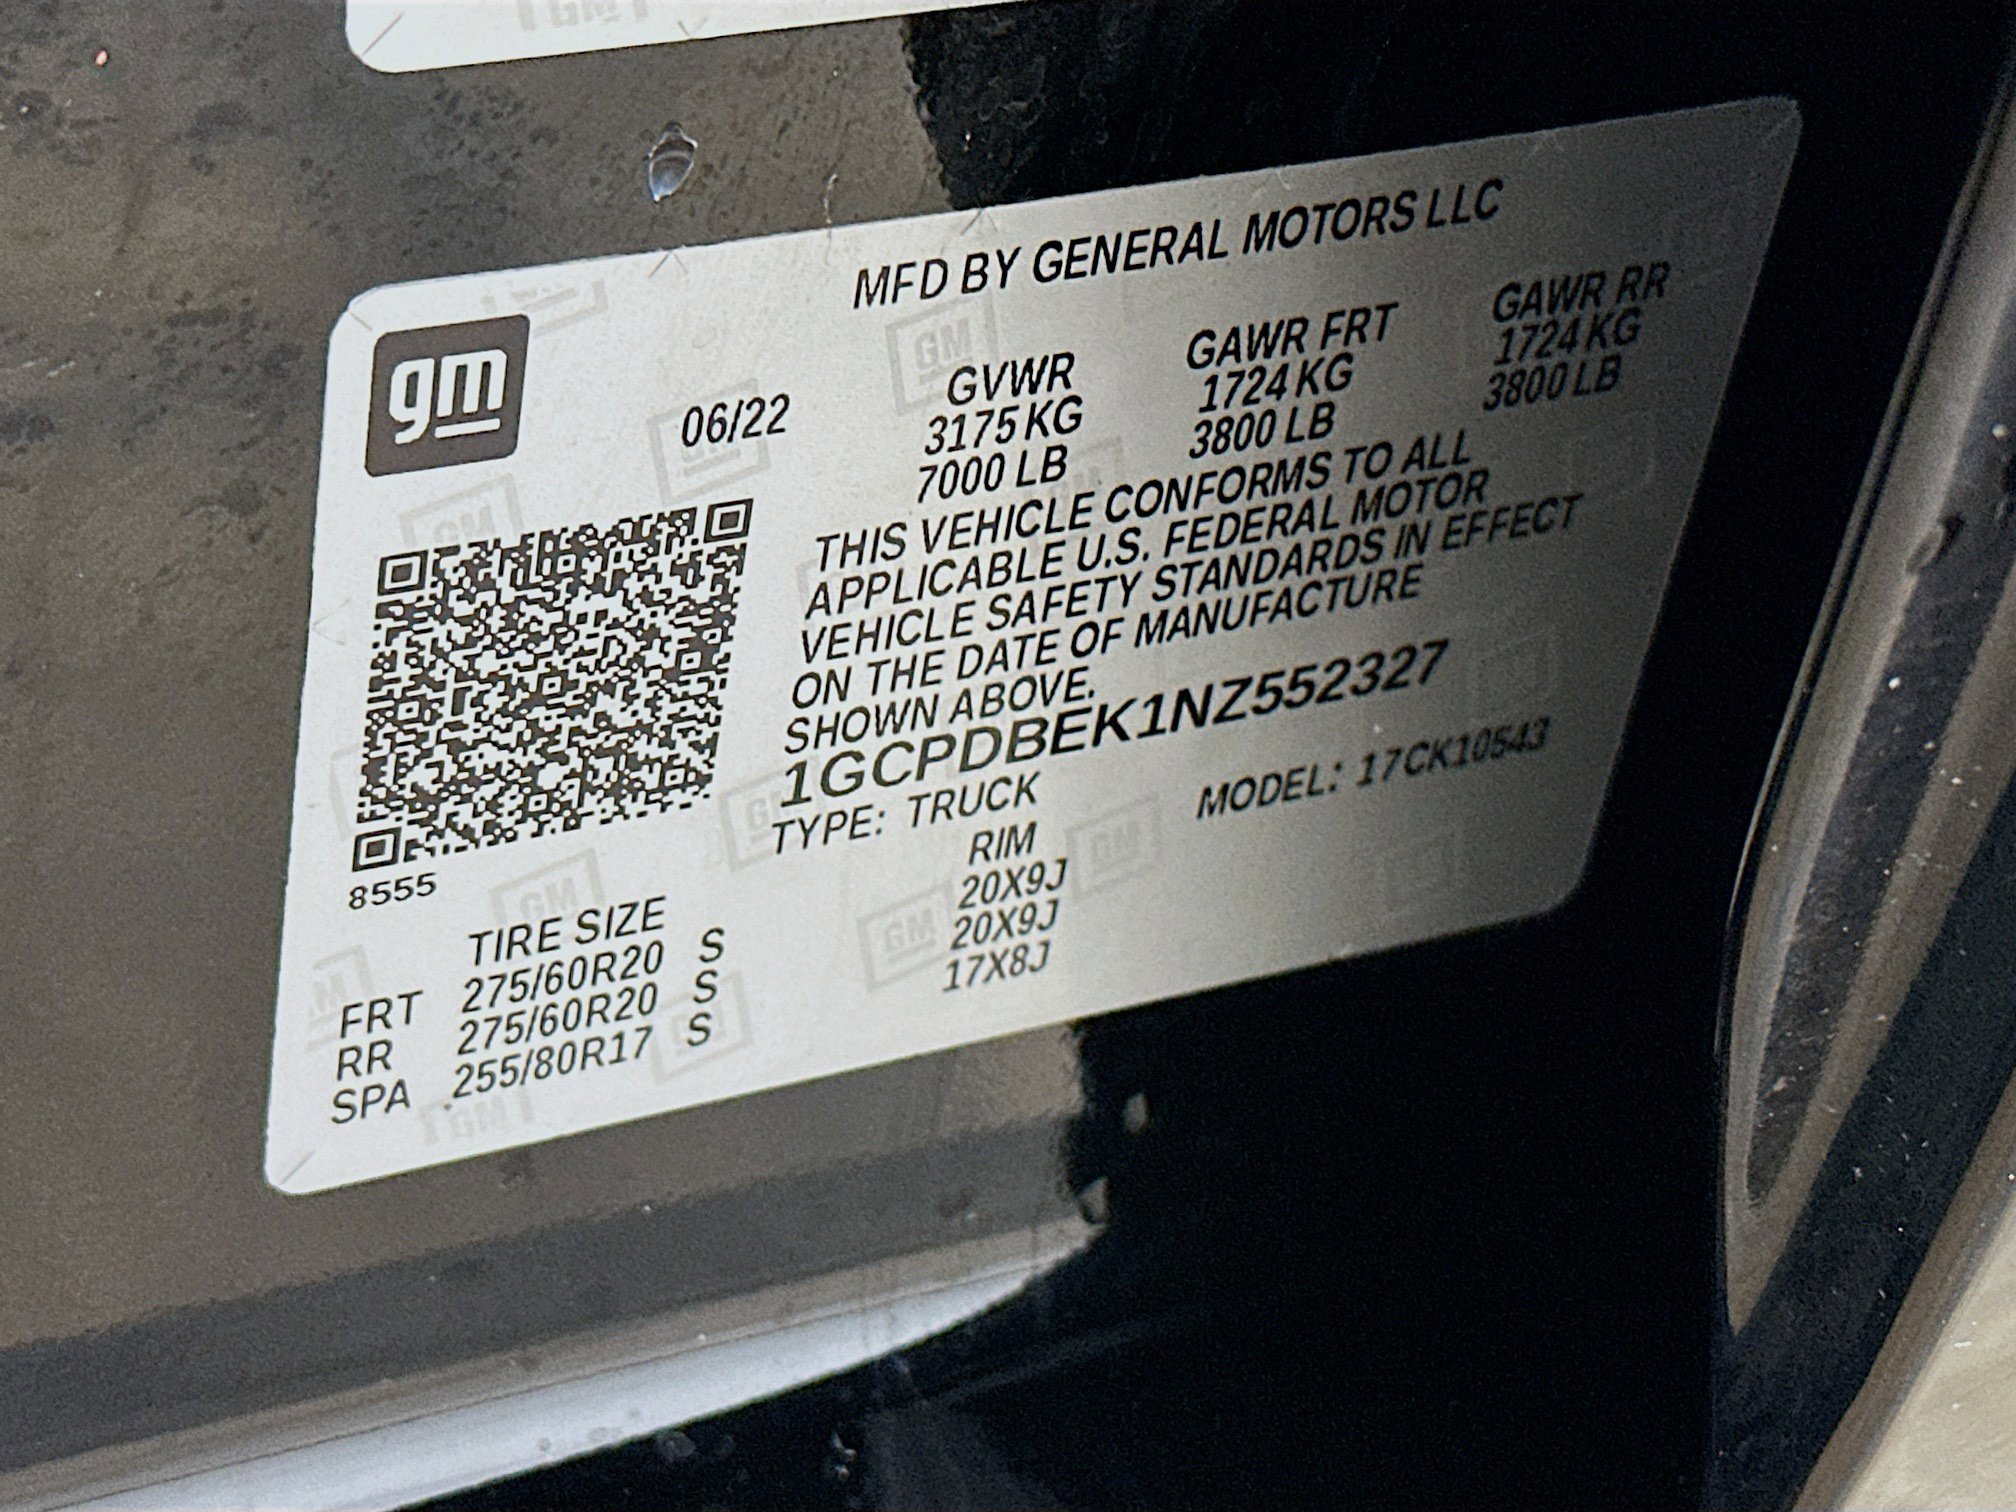 gm
MFD BY GENERAL MOTORS LLC
06/22
GVWR GAWR FRT GAWR RR
3175 KG 1724 KG 1724 KG
7000 LB 3800 LB 3800 LB
THIS VEHICLE CONFORMS TO ALL
APPLICABLE U.S. FEDERAL MOTOR
VEHICLE SAFETY STANDARDS IN EFFECT
ON THE DATE OF MANUFACTURE
SHOWN ABOVE.
1GCPDBEK1NZ552327
TYPE: TRUCK MODEL: 17CK10543
8555
TIRE SIZE RIM
FRT 275/60R20 S 20X9J
RR 275/60R20 S 20X9J
SPA 255/80R17 S 17X8J